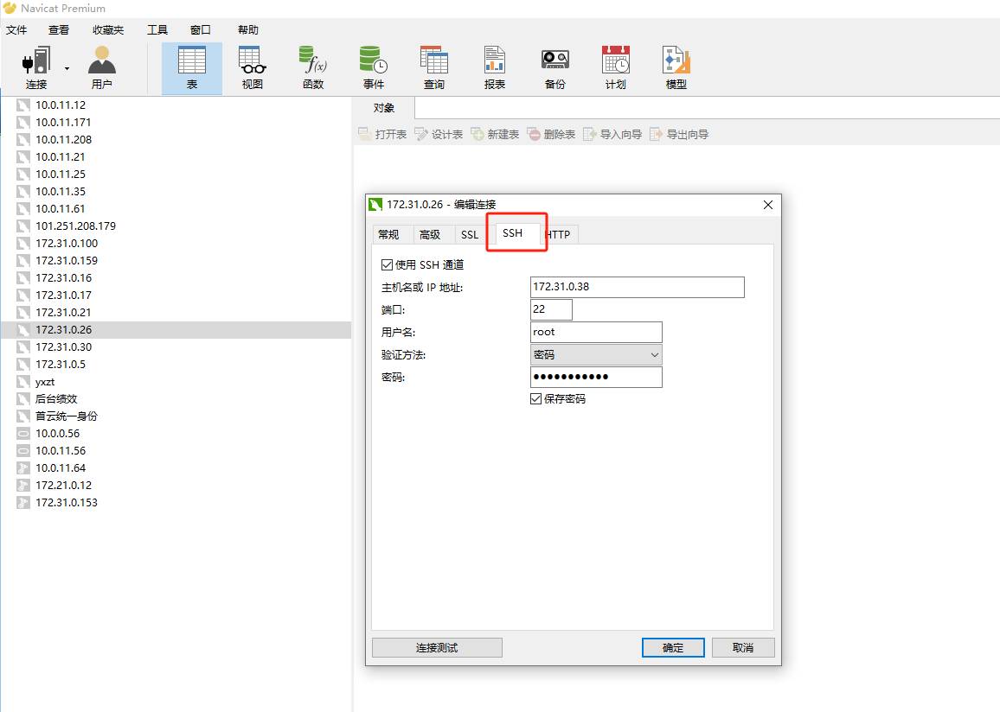 Navicat Premium
文件 查看 收藏夹 工具 窗口 帮助
连接 用户 表 视图 函数 事件 查询 报表 备份 计划 模型
f(x)
对象
打开表 设计表 新建表 删除表 导入向导 导出向导
10.0.11.12
10.0.11.171
10.0.11.208
10.0.11.21
10.0.11.25
10.0.11.35
10.0.11.61
101.251.208.179
172.31.0.100
172.31.0.159
172.31.0.16
172.31.0.17
172.31.0.21
172.31.0.26
172.31.0.30
172.31.0.5
yxzt
后台绩效
首云统一身份
10.0.0.56
10.0.11.56
10.0.11.64
172.21.0.12
172.31.0.153
172.31.0.26 - 编辑连接
常规 高级 SSL SSH HTTP
使用 SSH 通道
主机名或 IP 地址: 172.31.0.38
端口: 22
用户名: root
验证方法: 密码
密码: ●●●●●●●●●●●
保存密码
连接测试 确定 取消